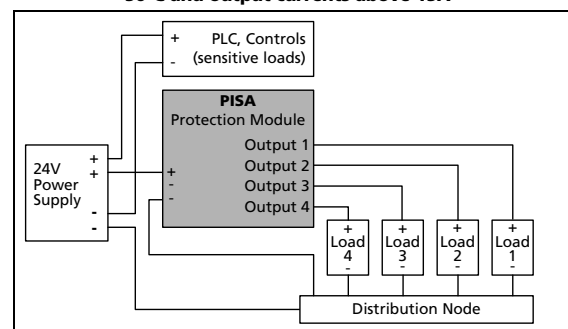 PLC, Controls
(sensitive loads)
+
-
PISA
Protection Module
Output 1
Output 2
Output 3
Output 4
+
-
-
24V
Power
Supply
+
+
-
-
+
Load
4
-
+
Load
3
-
+
Load
2
-
+
Load
1
-
Distribution Node